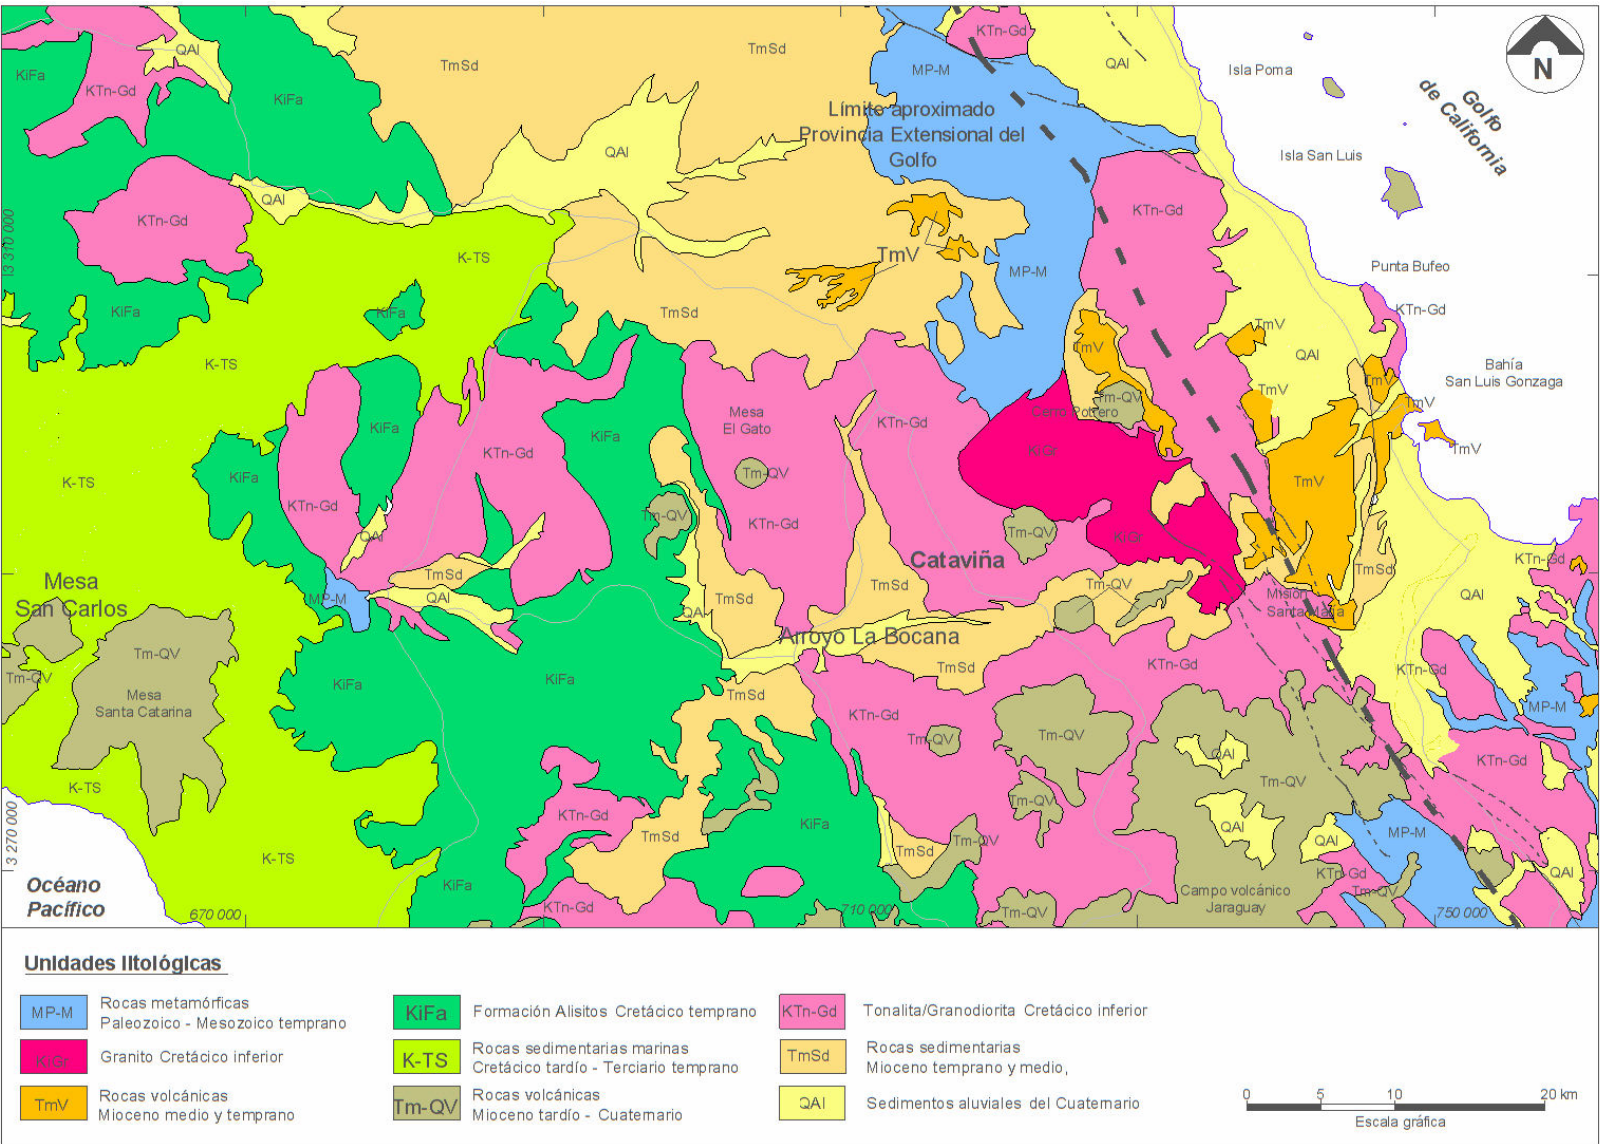 KTn-Gd
QAl
TmSd
TmSd
KiFa
MP-M
QAl
Isla Poma
N
Golfo
de California
KTn-Gd
KiFa
Límite aproximado
Provincia Extensional del
Golfo
QAl
Isla San Luis
QAl
KTn-Gd
KTn-Gd
3 310 000
K-TS
TmV
MP-M
Punta Bufeo
KiFa
KiFa
TmSd
KTn-Gd
TmV
TmV
QAl
K-TS
Bahía
San Luis Gonzaga
TmV
TmV
Tm-QV
TmV
Cerro Potrero
Mesa
El Gato
KTn-Gd
KiFa
KiFa
KiGr
TmV
KTn-Gd
KiFa
Tm-QV
K-TS
TmV
KTn-Gd
Tm-QV
KTn-Gd
Tm-QV
QAl
KiGr
Cataviña
KTn-Gd
TmSd
TmSd
Tm-QV
TmSd
Mesa
San Carlos
MP-M
QAl
TmSd
QAl
Misión
Santa María
QAl
Arroyo La Bocana
Tm-QV
TmSd
KTn-Gd
KTn-Gd
Tm-QV
KiFa
KiFa
TmSd
Mesa
Santa Catarina
MP-M
KTn-Gd
Tm-QV
Tm-QV
QAl
KTn-Gd
K-TS
Tm-QV
Tm-QV
3 270 000
KTn-Gd
KiFa
QAl
MP-M
TmSd
Tm-QV
QAl
TmSd
K-TS
KTn-Gd
QAl
Océano
Pacífico
KiFa
Campo volcánico
Jaraguay
Tm-QV
670 000
KTn-Gd
710 000
Tm-QV
750 000
Unidades litológicas
MP-M
Rocas metamórficas
Paleozoico - Mesozoico temprano
KiFa
Formación Alisitos Cretácico temprano
KTn-Gd
Tonalita/Granodiorita Cretácico inferior
KiGr
Granito Cretácico inferior
K-TS
Rocas sedimentarias marinas
Cretácico tardío - Terciario temprano
TmSd
Rocas sedimentarias
Mioceno temprano y medio,
TmV
Rocas volcánicas
Mioceno medio y temprano
Tm-QV
Rocas volcánicas
Mioceno tardío - Cuaternario
QAl
Sedimentos aluviales del Cuaternario
0 5 10 20 km
Escala gráfica